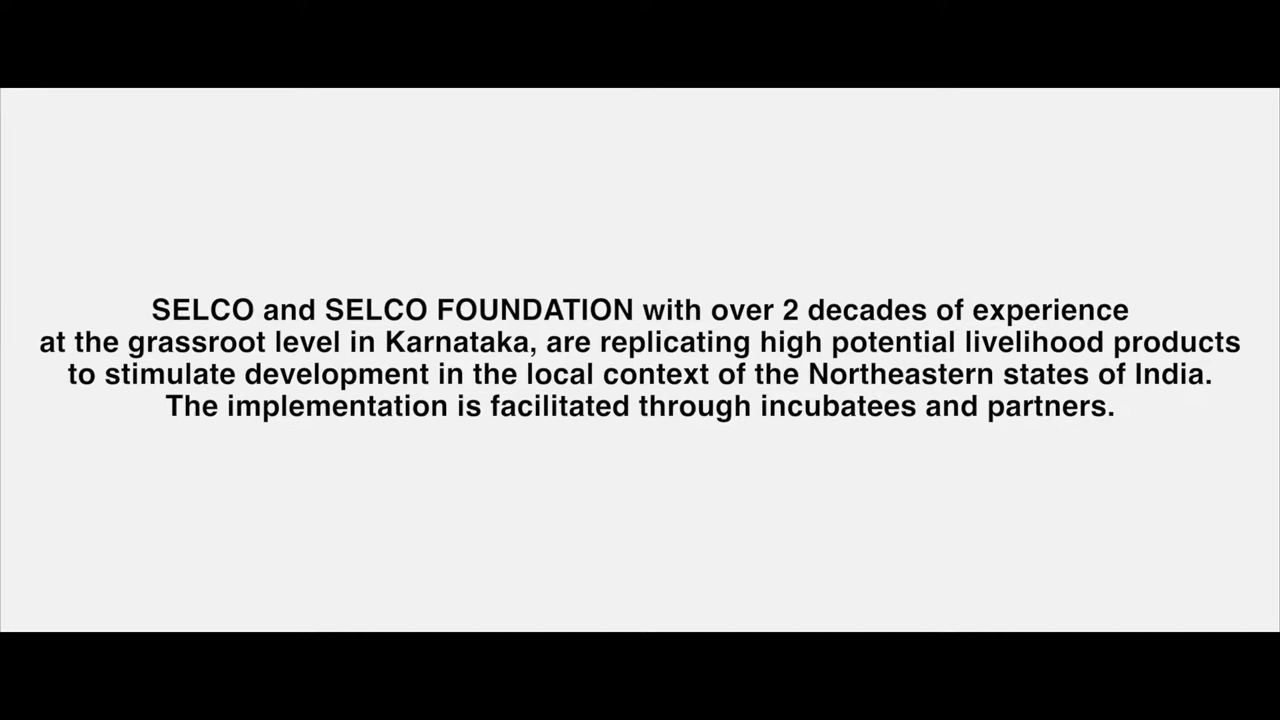 SELCO and SELCO FOUNDATION with over 2 decades of experience
at the grassroot level in Karnataka, are replicating high potential livelihood products
to stimulate development in the local context of the Northeastern states of India.
The implementation is facilitated through incubatees and partners.